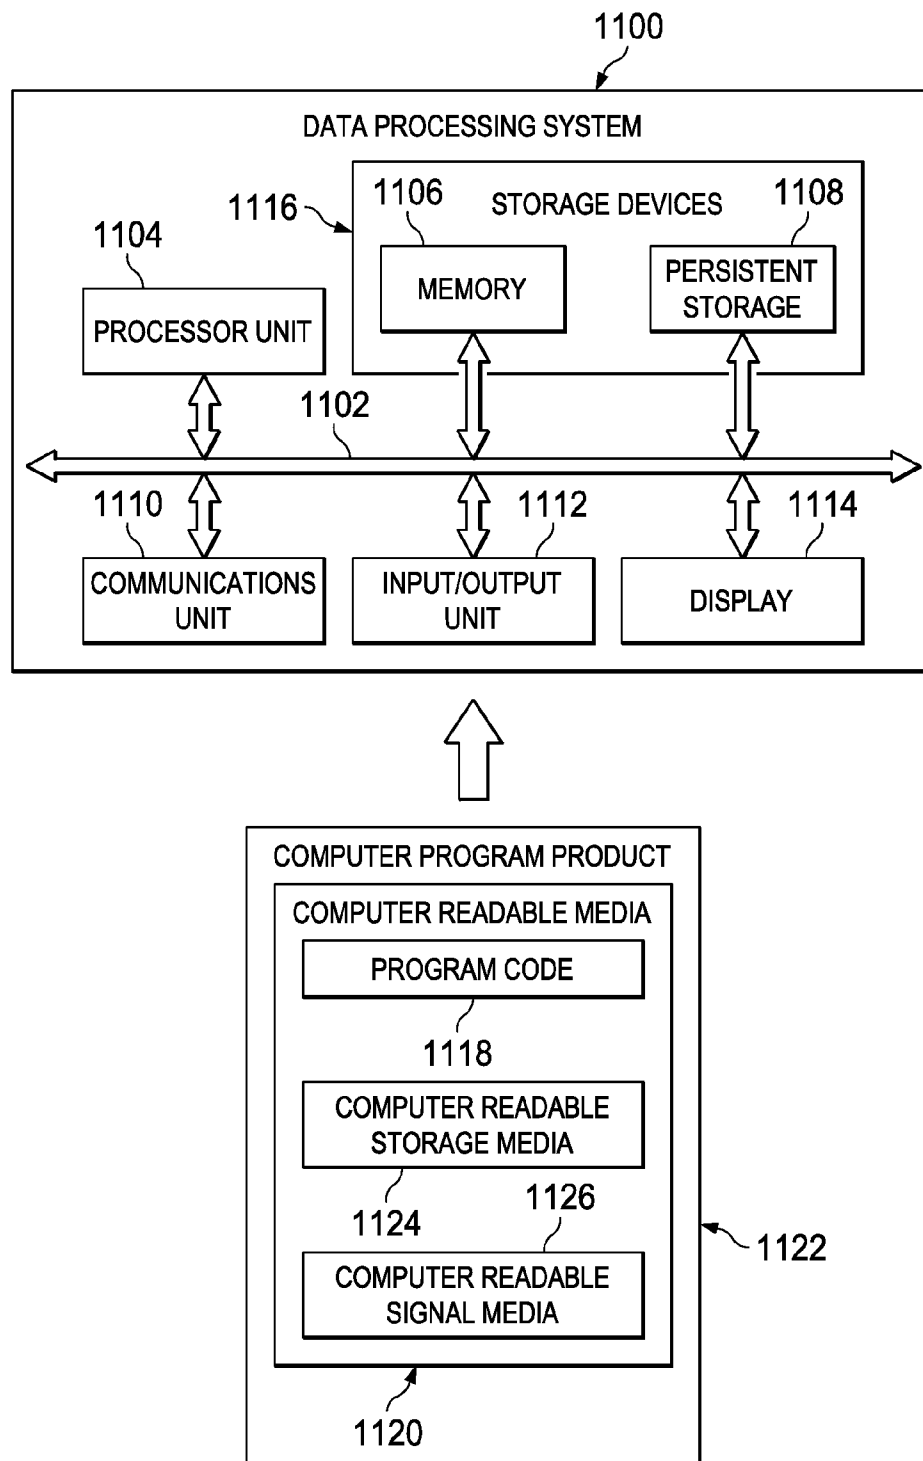 1100
DATA PROCESSING SYSTEM
1116
STORAGE DEVICES
1106
1108
1104
MEMORY
PERSISTENT
STORAGE
PROCESSOR UNIT
1102
1110
1112
1114
COMMUNICATIONS
UNIT
INPUT/OUTPUT
UNIT
DISPLAY
COMPUTER PROGRAM PRODUCT
COMPUTER READABLE MEDIA
PROGRAM CODE
1118
COMPUTER READABLE
STORAGE MEDIA
1124
1126
1122
COMPUTER READABLE
SIGNAL MEDIA
1120